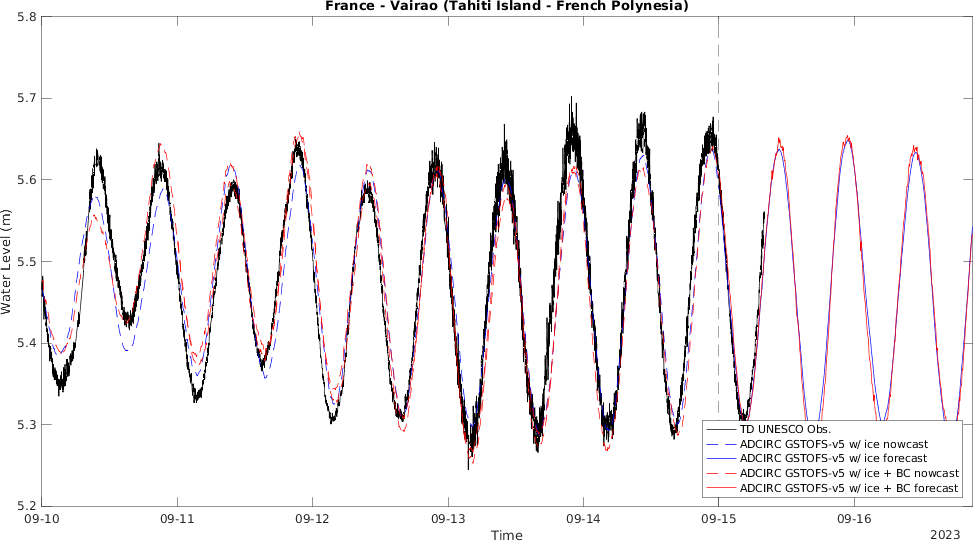 France - Vairao (Tahiti Island - French Polynesia)
5.8
5.7
5.6
5.5
5.4
5.3
5.2
Water Level (m)
TD UNESCO Obs.
ADCIRC GSTOFS-v5 w/ ice nowcast
ADCIRC GSTOFS-v5 w/ ice forecast
ADCIRC GSTOFS-v5 w/ ice + BC nowcast
ADCIRC GSTOFS-v5 w/ ice + BC forecast
09-10 09-11 09-12 09-13 09-14 09-15 09-16
Time
2023